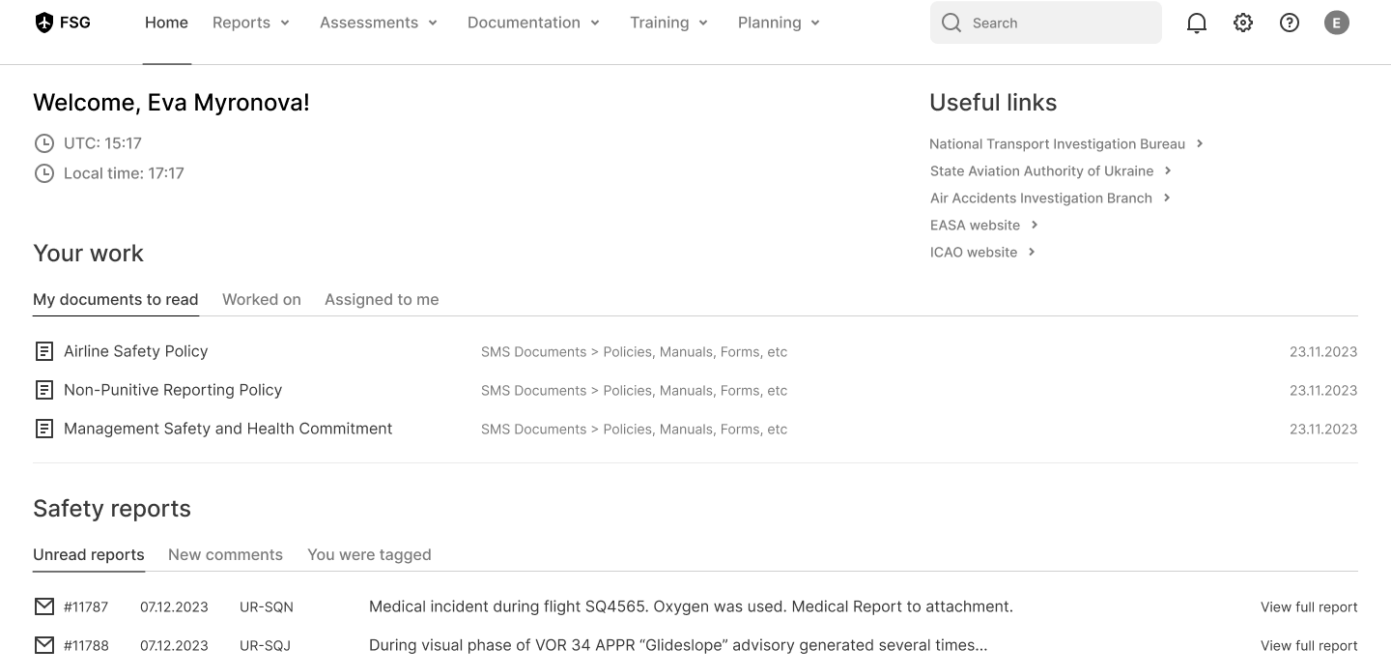 FSG Home Reports Assessments Documentation Training Planning Search E
Welcome, Eva Myronova!
UTC: 15:17
Local time: 17:17
Useful links
National Transport Investigation Bureau
State Aviation Authority of Ukraine
Air Accidents Investigation Branch
EASA website
ICAO website
Your work
My documents to read Worked on Assigned to me
Airline Safety Policy SMS Documents > Policies, Manuals, Forms, etc 23.11.2023
Non-Punitive Reporting Policy SMS Documents > Policies, Manuals, Forms, etc 23.11.2023
Management Safety and Health Commitment SMS Documents > Policies, Manuals, Forms, etc 23.11.2023
Safety reports
Unread reports New comments You were tagged
#11787 07.12.2023 UR-SQN Medical incident during flight SQ4565. Oxygen was used. Medical Report to attachment. View full report
#11788 07.12.2023 UR-SQJ During visual phase of VOR 34 APPR “Glideslope” advisory generated several times... View full report